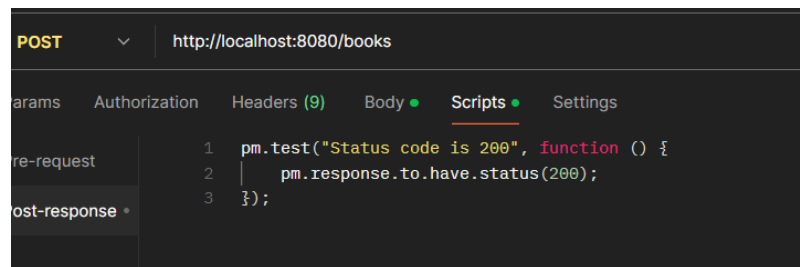 POST http://localhost:8080/books
arams Authorization Headers (9) Body Scripts Settings
re-request
ost-response
1 pm.test("Status code is 200", function () {
2 pm.response.to.have.status(200);
3 });